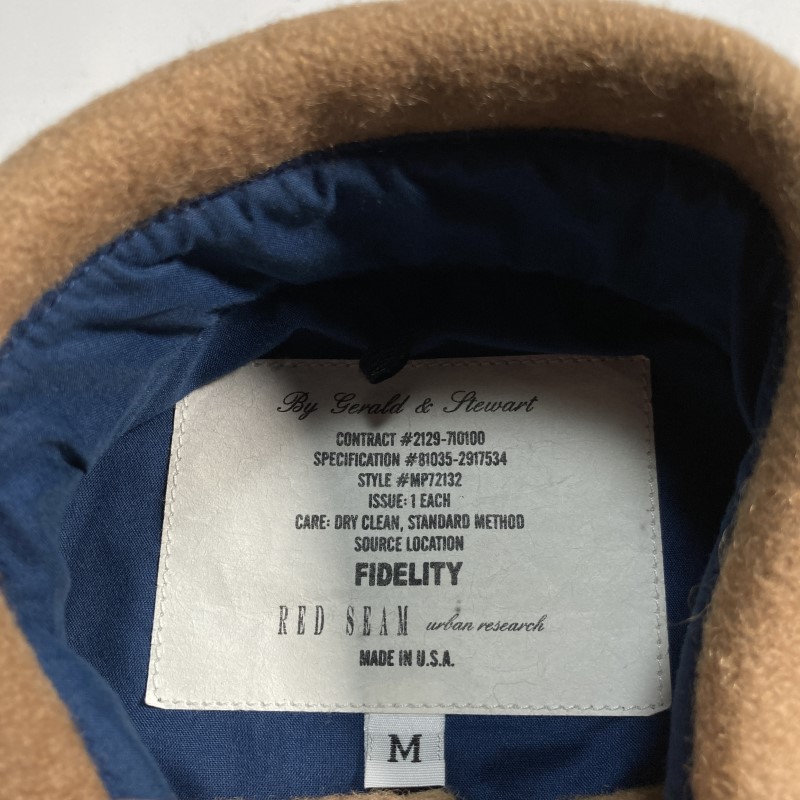 By Gerald & Stewart
CONTRACT #2129-710100
SPECIFICATION #81035-2917534
STYLE #MP72132
ISSUE: 1 EACH
CARE: DRY CLEAN, STANDARD METHOD
SOURCE LOCATION
FIDELITY
RED SEAM urban research
MADE IN U.S.A.
M